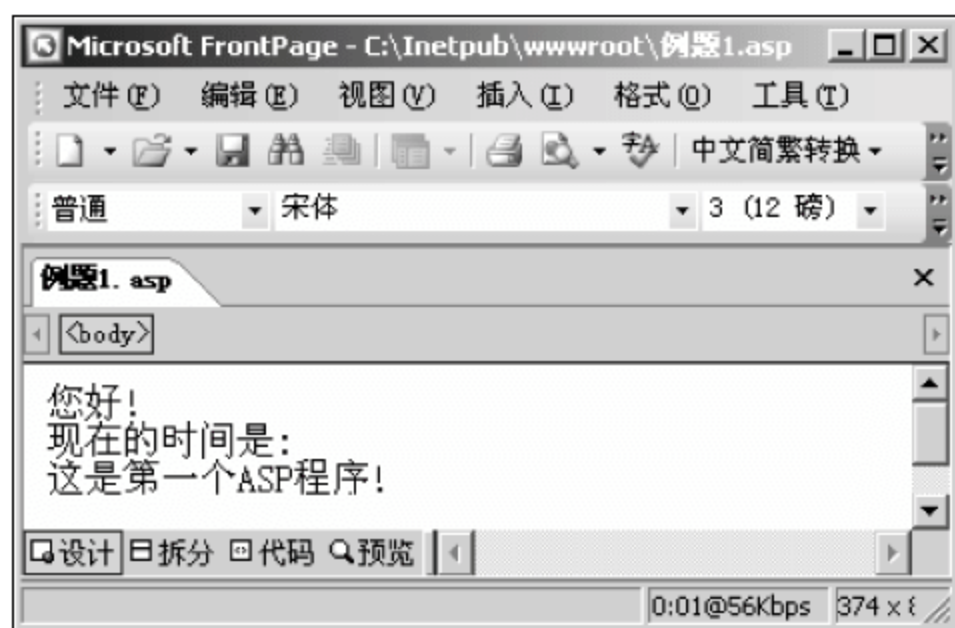 Microsoft FrontPage - C:\Inetpub\wwwroot\例题1.asp
文件(F) 编辑(E) 视图(V) 插入(I) 格式(O) 工具(T)
中文简繁转换
普通 宋体 3 (12 磅)
例题1. asp
<body>
您好!
现在的时间是:
这是第一个ASP程序!
设计 拆分 代码 预览
0:01@56Kbps 374 x